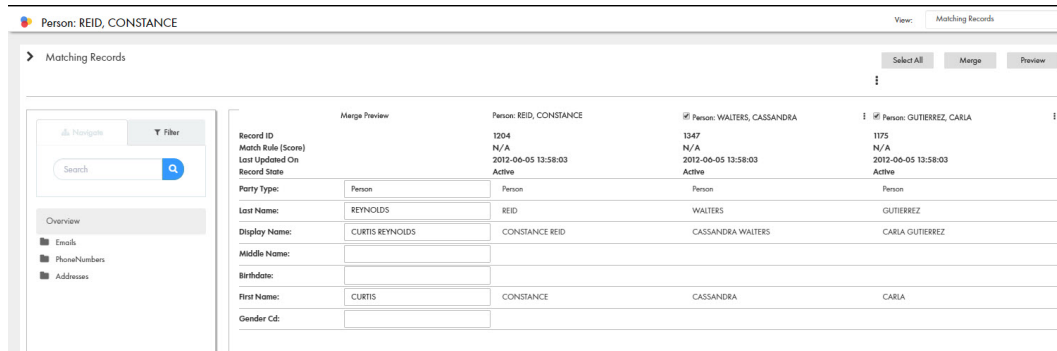 Person: REID, CONSTANCE
View: Matching Records
Matching Records
Select All Merge Preview
Navigate Filter
Search
Overview
Emails
PhoneNumbers
Addresses
Merge Preview Person: REID, CONSTANCE Person: WALTERS, CASSANDRA Person: GUTIERREZ, CARLA
Record ID 1204 1347 1175
Match Rule (Score) N/A N/A N/A
Last Updated On 2012-06-05 13:58:03 2012-06-05 13:58:03 2012-06-05 13:58:03
Record State Active Active Active
Party Type: Person Person Person Person
Last Name: REYNOLDS REID WALTERS GUTIERREZ
Display Name: CURTIS REYNOLDS CONSTANCE REID CASSANDRA WALTERS CARLA GUTIERREZ
Middle Name:
Birthdate:
First Name: CURTIS CONSTANCE CASSANDRA CARLA
Gender Cd: